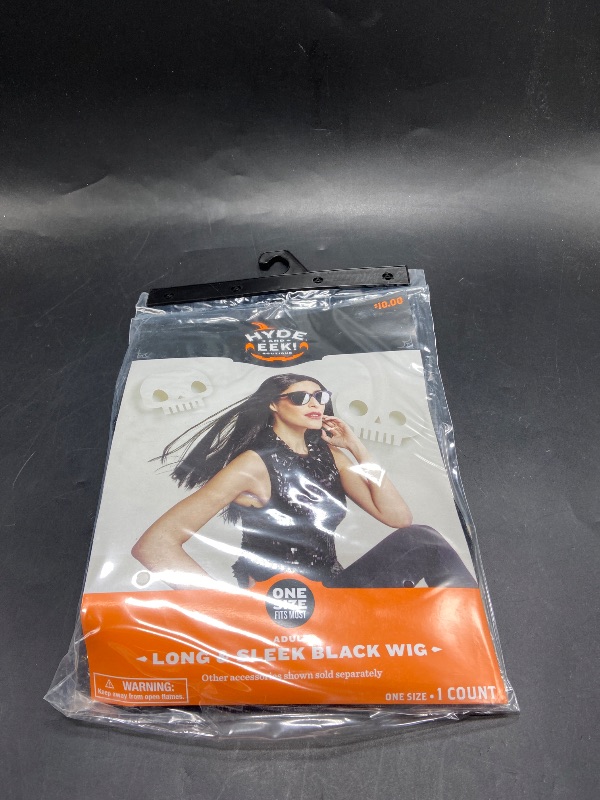 $10.00
HYDE
AND
EEK!
BOUTIQUE
ONE
SIZE
FITS MOST
ADULT
LONG & SLEEK BLACK WIG
Other accessories shown sold separately
WARNING:
Keep away from open flames.
ONE SIZE • 1 COUNT